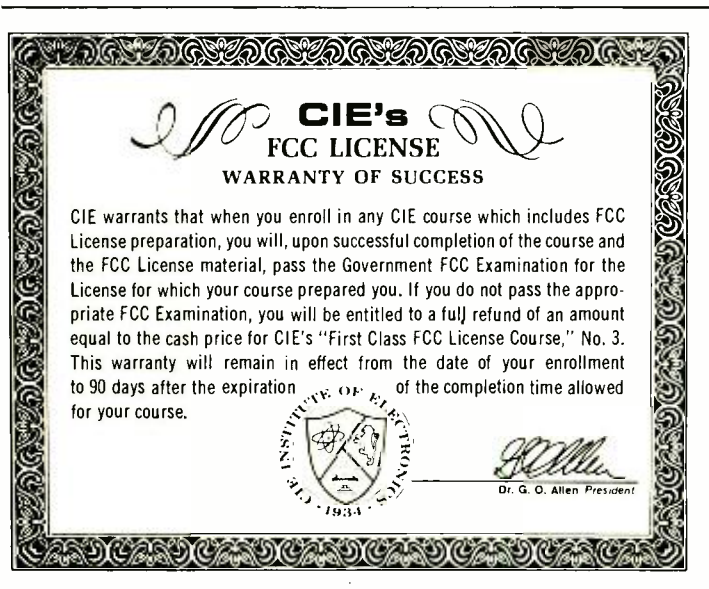 CIE's
FCC LICENSE
WARRANTY OF SUCCESS
CIE warrants that when you enroll in any CIE course which includes FCC
License preparation, you will, upon successful completion of the course and
the FCC License material, pass the Government FCC Examination for the
License for which your course prepared you. If you do not pass the appro-
priate FCC Examination, you will be entitled to a full refund of an amount
equal to the cash price for CIE's "First Class FCC License Course," No. 3.
This warranty will remain in effect from the date of your enrollment
to 90 days after the expiration of the completion time allowed
for your course.
CIE INSTITUTE OF ELECTRONICS
· 1934 ·
G O Allen
Dr. G. O. Allen President